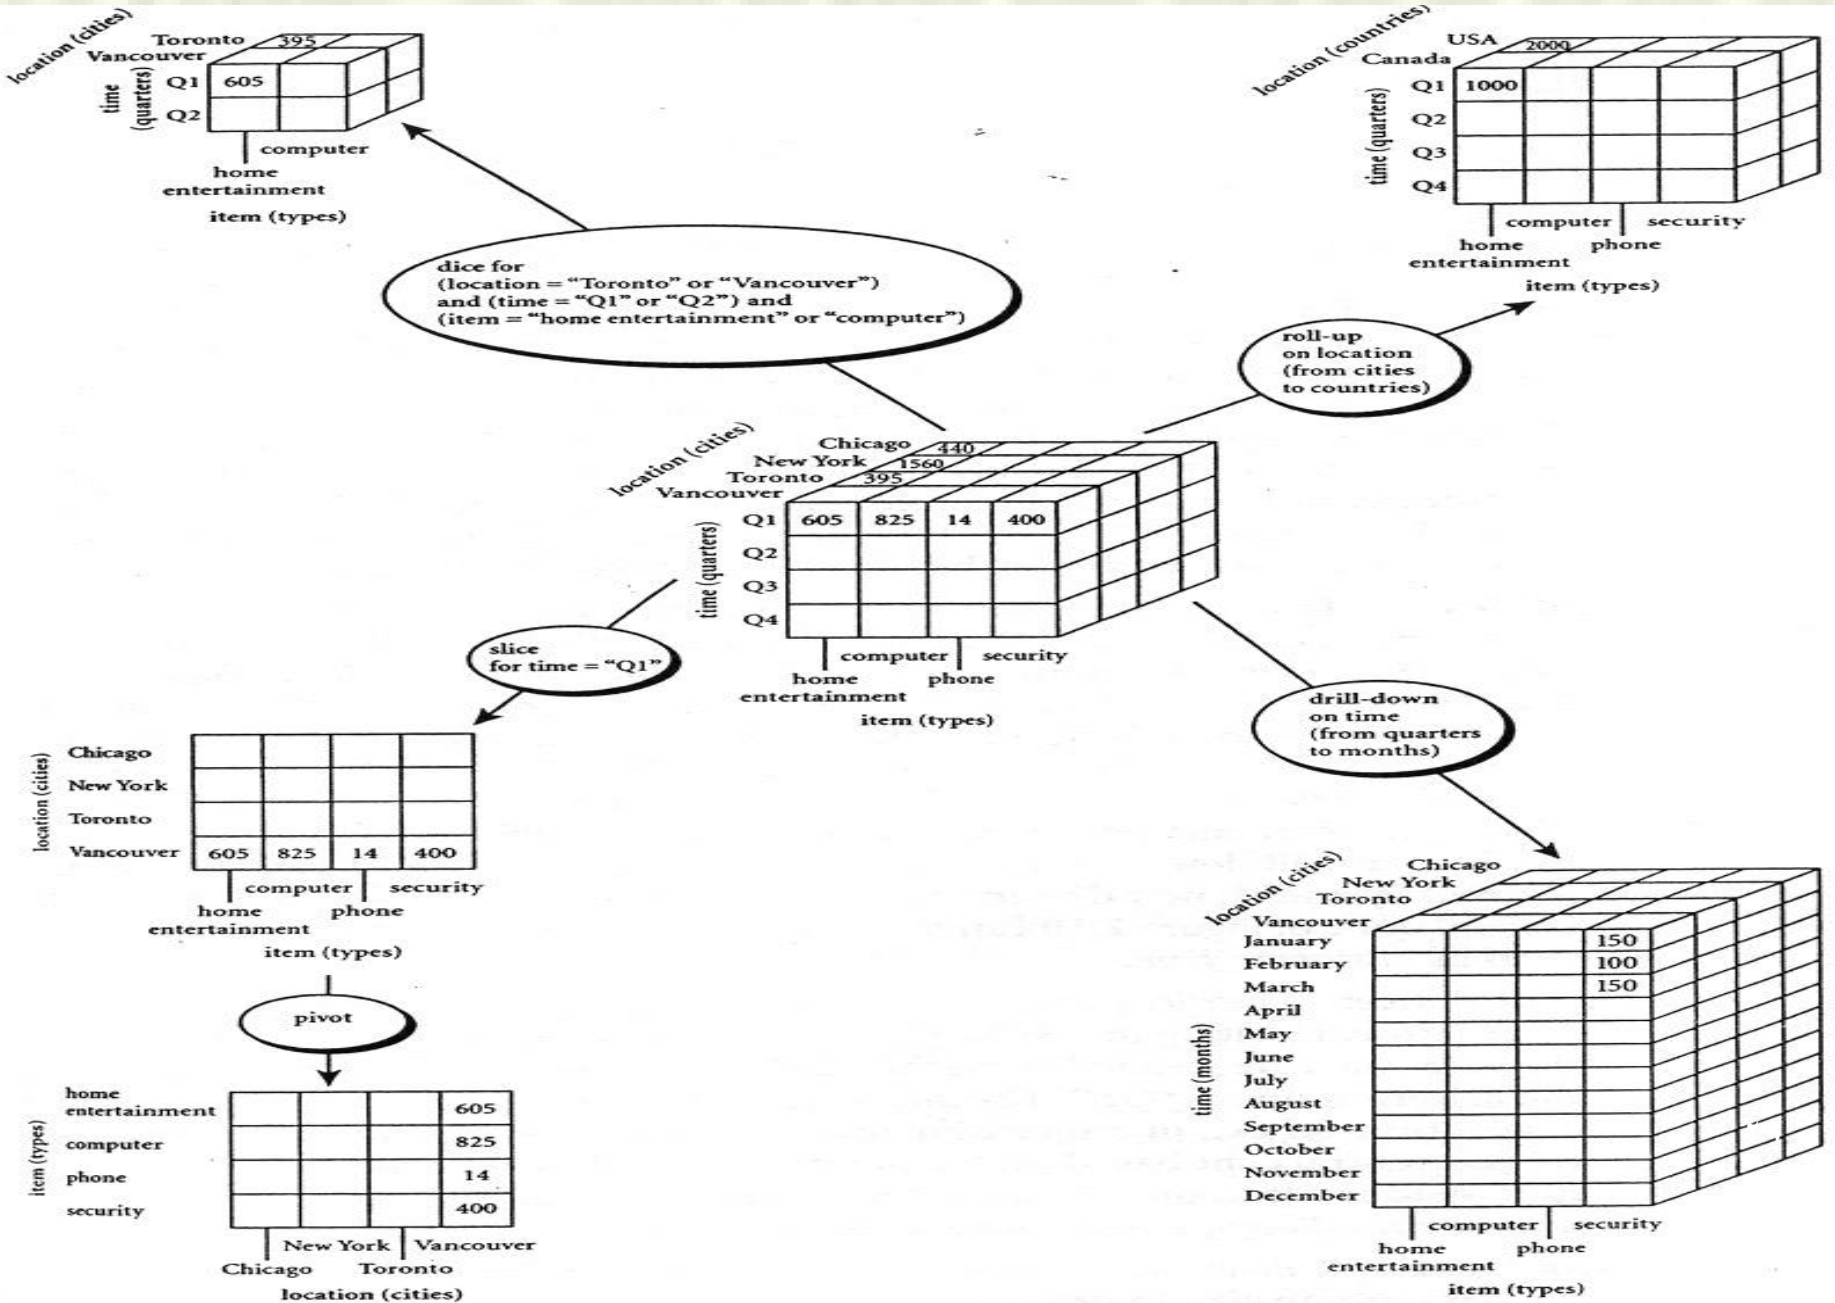 location (cities)
Toronto
Vancouver
395
time
(quarters)
Q1
605
Q2
computer
home
entertainment
item (types)
location (countries)
USA
Canada
2000
time (quarters)
Q1
1000
Q2
Q3
Q4
computer
security
home
phone
entertainment
item (types)
dice for
(location = “Toronto” or “Vancouver”)
and (time = “Q1” or “Q2”) and
(item = “home entertainment” or “computer”)
roll-up
on location
(from cities
to countries)
location (cities)
Chicago
440
New York
1560
Toronto
395
Vancouver
time (quarters)
Q1
605
825
14
400
Q2
Q3
Q4
computer
security
home
phone
entertainment
item (types)
slice
for time = “Q1”
drill-down
on time
(from quarters
to months)
location (cities)
Chicago
New York
Toronto
Vancouver
605
825
14
400
computer
security
home
phone
entertainment
item (types)
pivot
item (types)
home
entertainment
605
computer
825
phone
14
security
400
New York
Vancouver
Chicago
Toronto
location (cities)
location (cities)
Chicago
New York
Toronto
Vancouver
time (months)
January
150
February
100
March
150
April
May
June
July
August
September
October
November
December
computer
security
home
phone
entertainment
item (types)